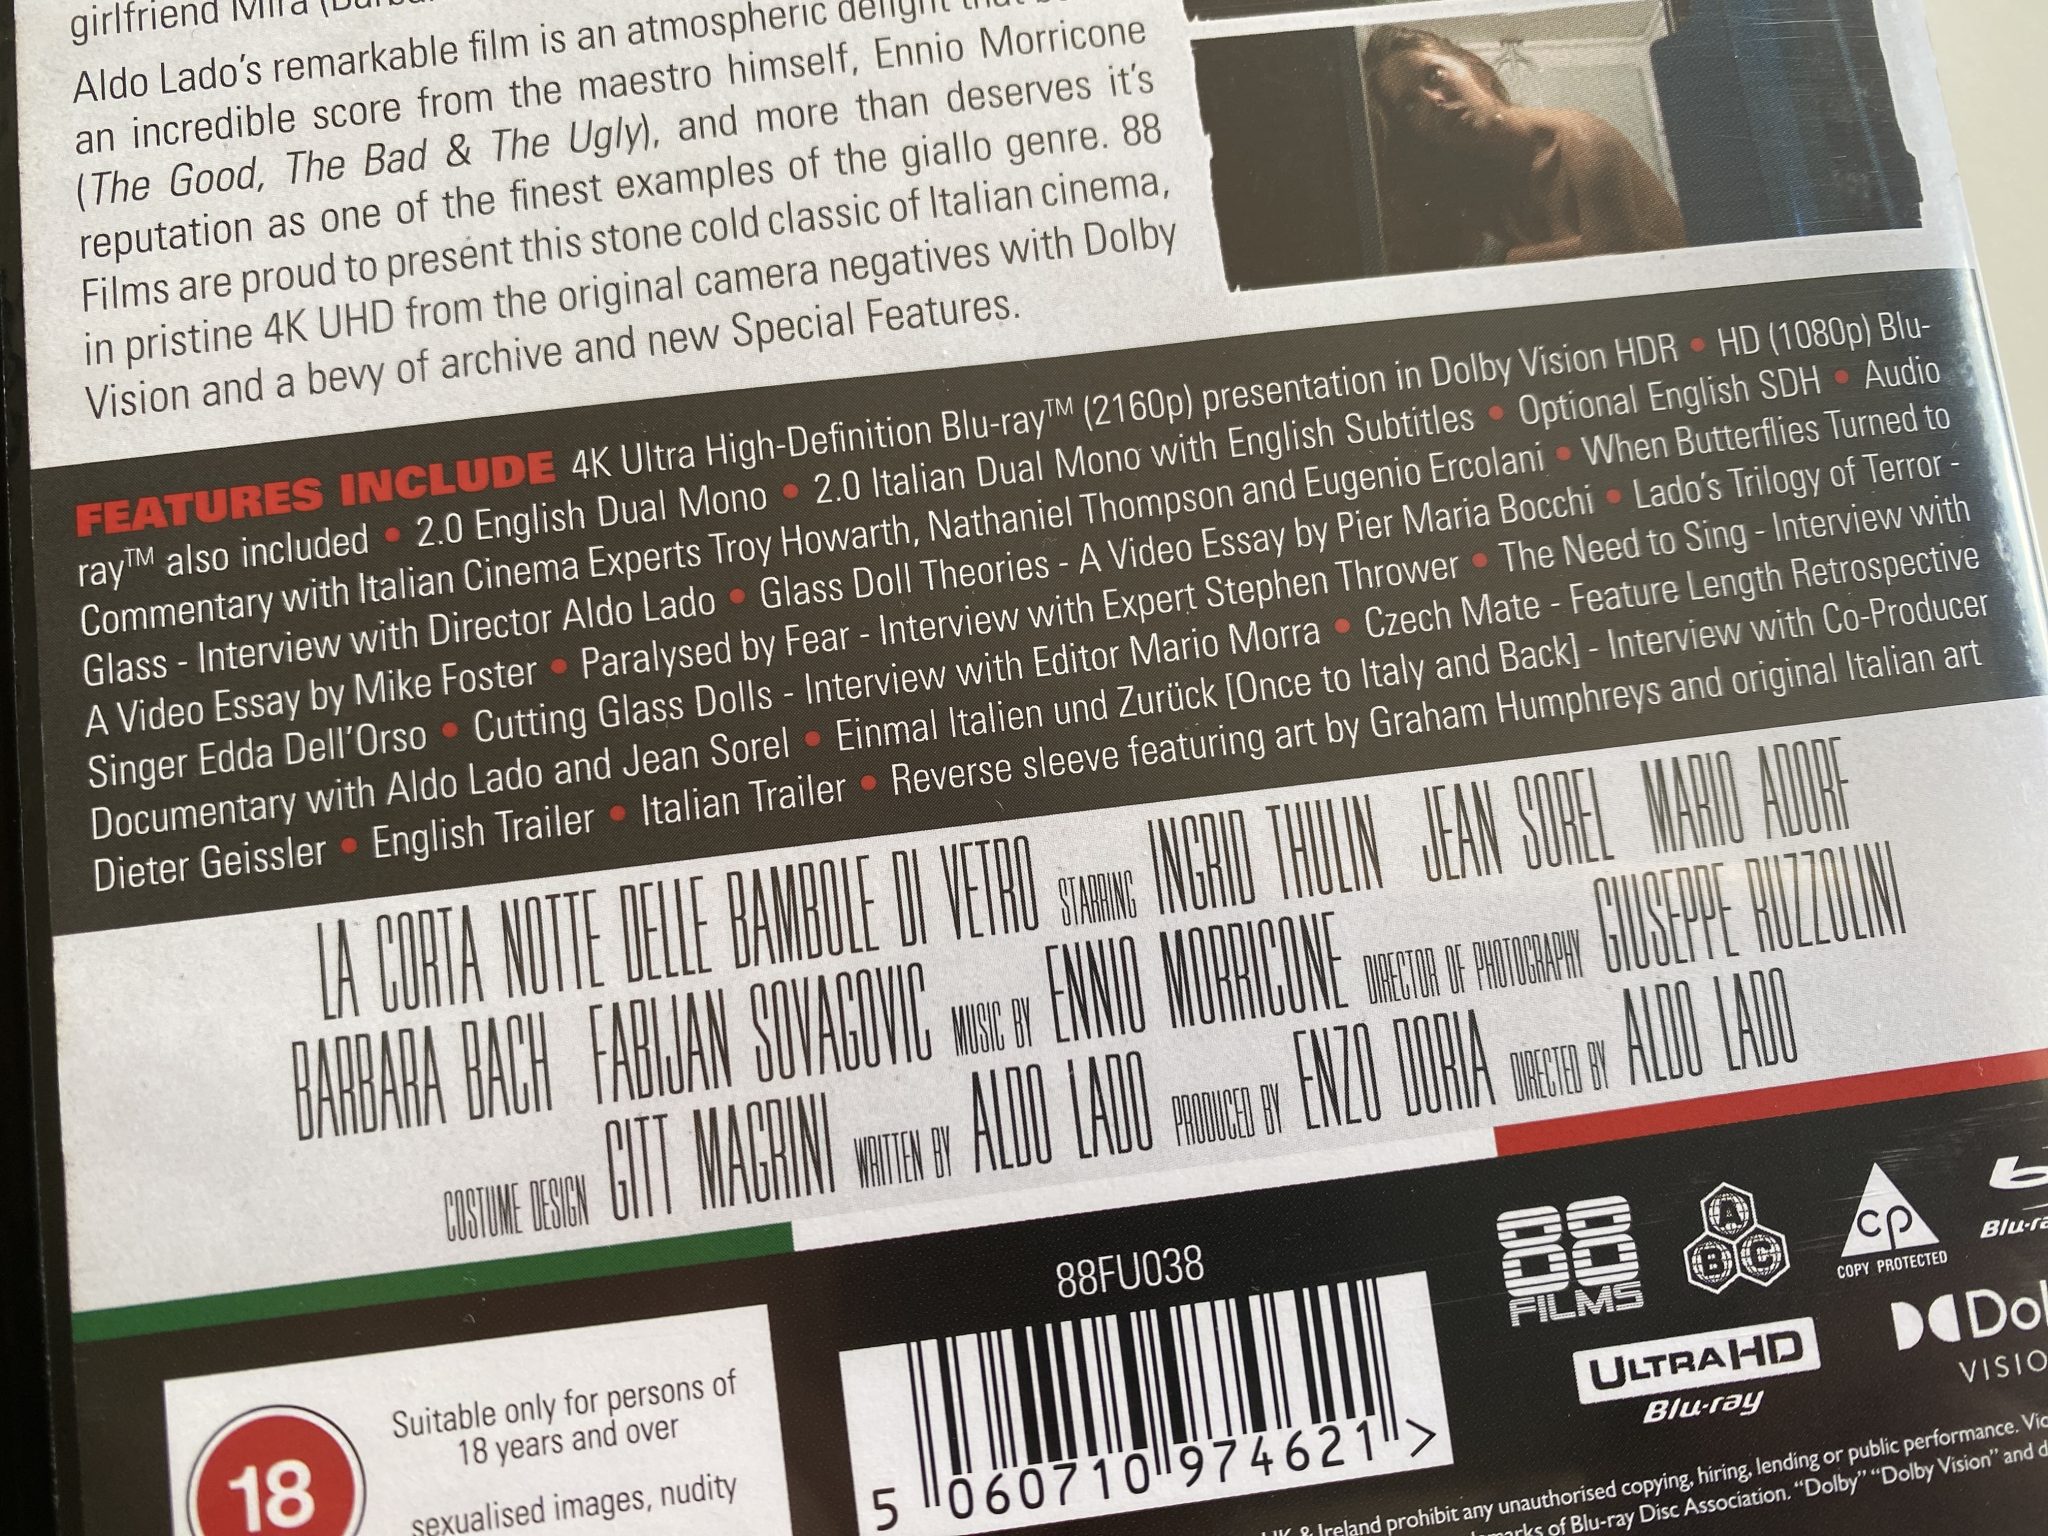 girlfriend Mira
Aldo Lado's remarkable film is an atmospheric delight that
an incredible score from the maestro himself, Ennio Morricone
(The Good, The Bad & The Ugly), and more than deserves it's
reputation as one of the finest examples of the giallo genre. 88
Films are proud to present this stone cold classic of Italian cinema,
in pristine 4K UHD from the original camera negatives with Dolby
Vision and a bevy of archive and new Special Features.
FEATURES INCLUDE 4K Ultra High-Definition Blu-ray™ (2160p) presentation in Dolby Vision HDR • HD (1080p) Blu-
ray™ also included • 2.0 English Dual Mono • 2.0 Italian Dual Mono with English Subtitles • Optional English SDH • Audio
Commentary with Italian Cinema Experts Troy Howarth, Nathaniel Thompson and Eugenio Ercolani • When Butterflies Turned to
Glass - Interview with Director Aldo Lado • Glass Doll Theories - A Video Essay by Pier Maria Bocchi • Lado's Trilogy of Terror -
A Video Essay by Mike Foster • Paralysed by Fear - Interview with Expert Stephen Thrower • The Need to Sing - Interview with
Singer Edda Dell'Orso • Cutting Glass Dolls - Interview with Editor Mario Morra • Czech Mate - Feature Length Retrospective
Documentary with Aldo Lado and Jean Sorel • Einmal Italien und Zurück [Once to Italy and Back] - Interview with Co-Producer
Dieter Geissler • English Trailer • Italian Trailer • Reverse sleeve featuring art by Graham Humphreys and original Italian art
LA CORTA NOTTE DELLE BAMBOLE DI VETRO STARRING INGRID THULIN JEAN SOREL MARIO ADORF
BARBARA BACH FABIJAN SOVAGOVIC MUSIC BY ENNIO MORRICONE DIRECTOR OF PHOTOGRAPHY GIUSEPPE RUZZOLINI
COSTUME DESIGN GITT MAGRINI WRITTEN BY ALDO LADO PRODUCED BY ENZO DORIA DIRECTED BY ALDO LADO
88FU038
88 FILMS
A B C
cp
COPY PROTECTED
Blu-ra
ULTRA HD
Blu-ray
Dol
VISIO
18
Suitable only for persons of
18 years and over
sexualised images, nudity
5 060710 974621 >
UK & Ireland prohibit any unauthorised copying, hiring, lending or public performance. Vic
of Blu-ray Disc Association. "Dolby" "Dolby Vision" and